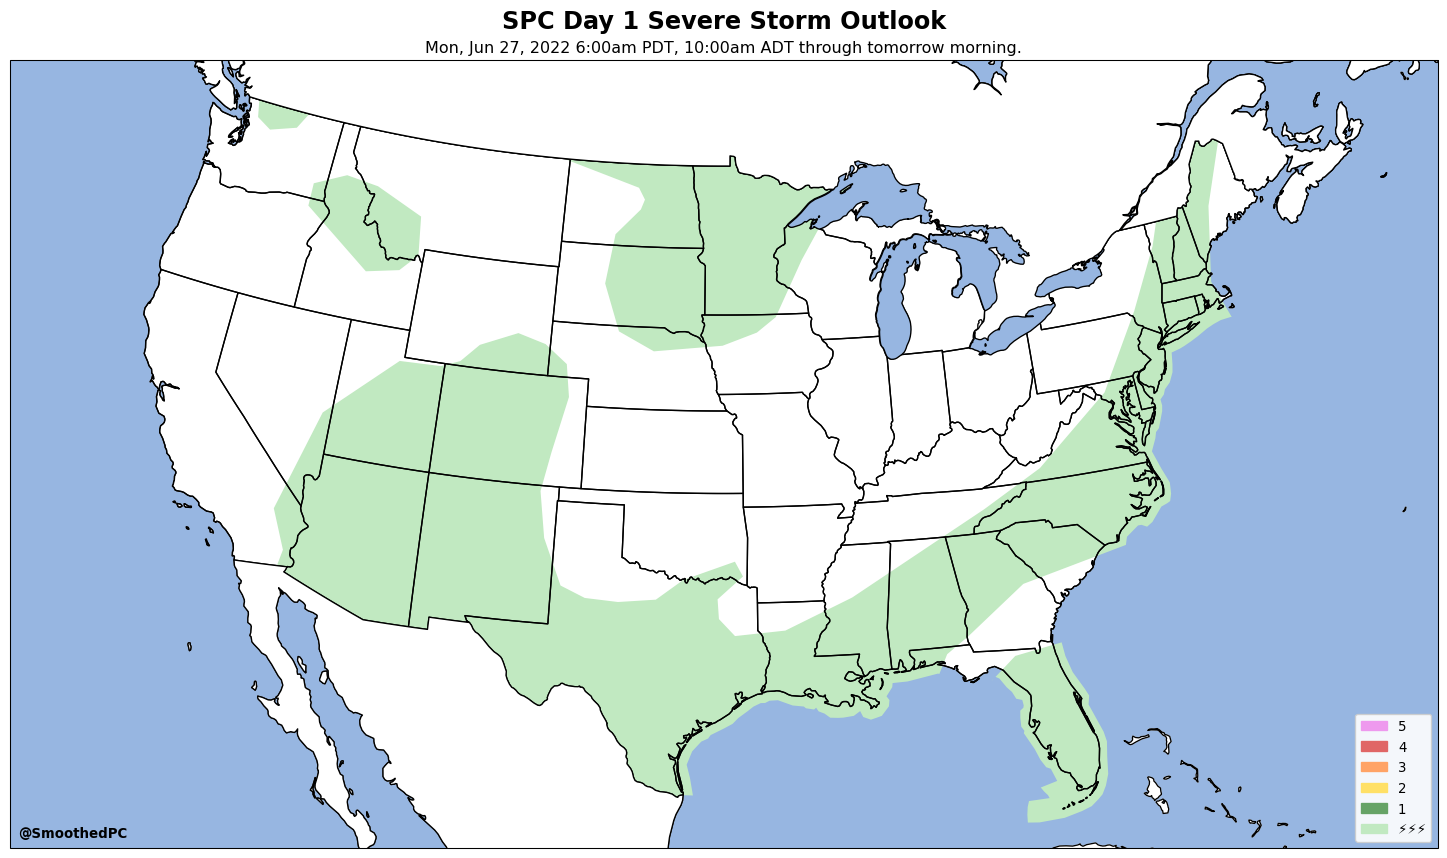 SPC Day 1 Severe Storm Outlook
Mon, Jun 27, 2022 6:00am PDT, 10:00am ADT through tomorrow morning.
5
4
3
2
1
⚡⚡⚡
@SmoothedPC